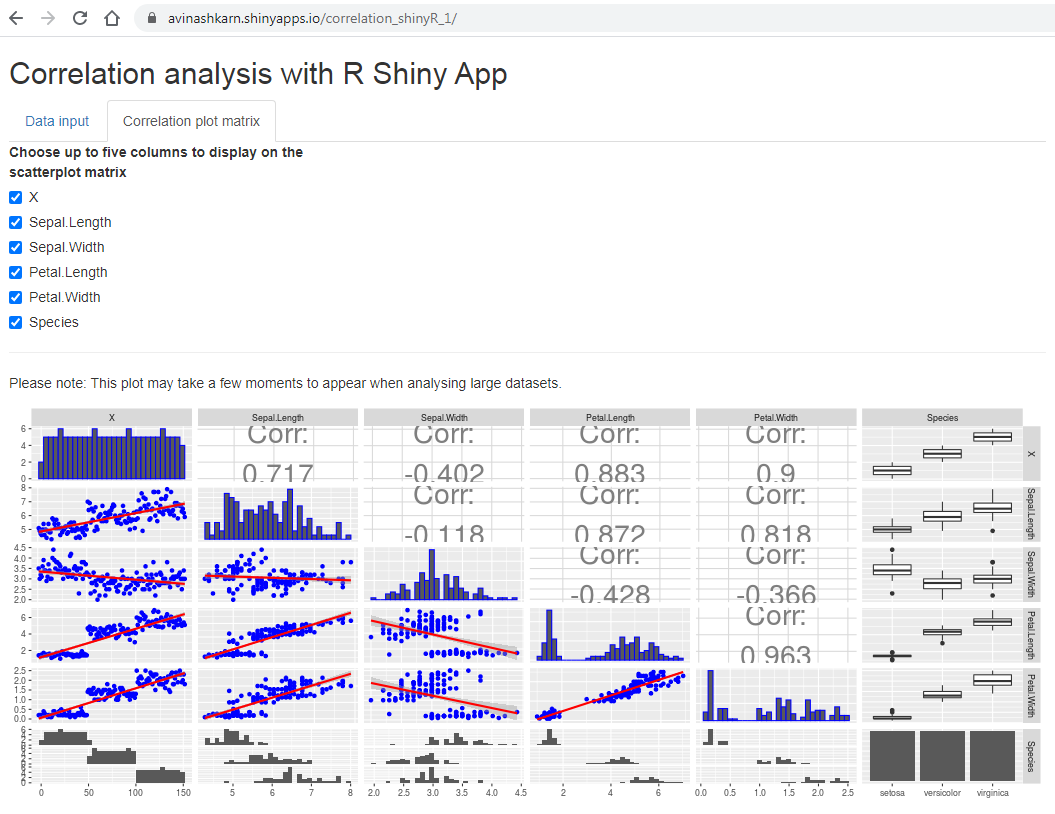 avinashkarn.shinyapps.io/correlation_shinyR_1/
Correlation analysis with R Shiny App
Data input
Correlation plot matrix
Choose up to five columns to display on the
scatterplot matrix
X
Sepal.Length
Sepal.Width
Petal.Length
Petal.Width
Species
Please note: This plot may take a few moments to appear when analysing large datasets.
X Sepal.Length Sepal.Width Petal.Length Petal.Width Species
6 4 2 0
Corr: 0.717
Corr: -0.402
Corr: 0.883
Corr: 0.9
X
8 7 6 5
Corr: -0.118
Corr: 0.872
Corr: 0.818
Sepal.Length
4.5 4.0 3.5 3.0 2.5 2.0
Corr: -0.428
Corr: -0.366
Sepal.Width
6 4 2
Corr: 0.963
Petal.Length
2.5 2.0 1.5 1.0 0.5 0.0
Petal.Width
Species
0 50 100 150
5 6 7 8
2.0 2.5 3.0 3.5 4.0 4.5
2 4 6
0.0 0.5 1.0 1.5 2.0 2.5
setosa versicolor virginica